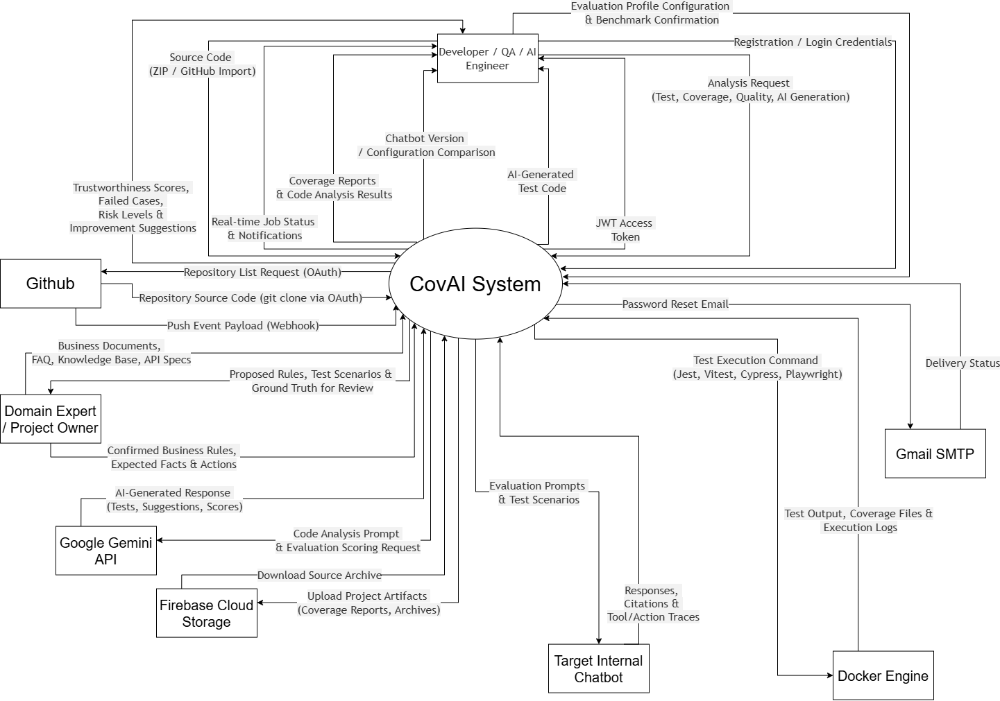 Evaluation Profile Configuration
& Benchmark Confirmation
Developer / QA / AI
Engineer
Registration / Login Credentials
Source Code
(ZIP / GitHub Import)
Analysis Request
(Test, Coverage, Quality, AI Generation)
Chatbot Version
/ Configuration Comparison
Coverage Reports
& Code Analysis Results
AI-Generated
Test Code
Trustworthiness Scores,
Failed Cases,
Risk Levels &
Improvement Suggestions
Real-time Job Status
& Notifications
JWT Access
Token
Github
Repository List Request (OAuth)
CovAI System
Repository Source Code (git clone via OAuth)
Password Reset Email
Push Event Payload (Webhook)
Business Documents,
FAQ, Knowledge Base, API Specs
Test Execution Command
(Jest, Vitest, Cypress, Playwright)
Delivery Status
Proposed Rules, Test Scenarios &
Ground Truth for Review
Domain Expert
/ Project Owner
Confirmed Business Rules,
Expected Facts & Actions
Gmail SMTP
AI-Generated Response
(Tests, Suggestions, Scores)
Evaluation Prompts
& Test Scenarios
Test Output, Coverage Files &
Execution Logs
Google Gemini
API
Code Analysis Prompt
& Evaluation Scoring Request
Download Source Archive
Firebase Cloud
Storage
Upload Project Artifacts
(Coverage Reports, Archives)
Responses,
Citations &
Tool/Action Traces
Target Internal
Chatbot
Docker Engine